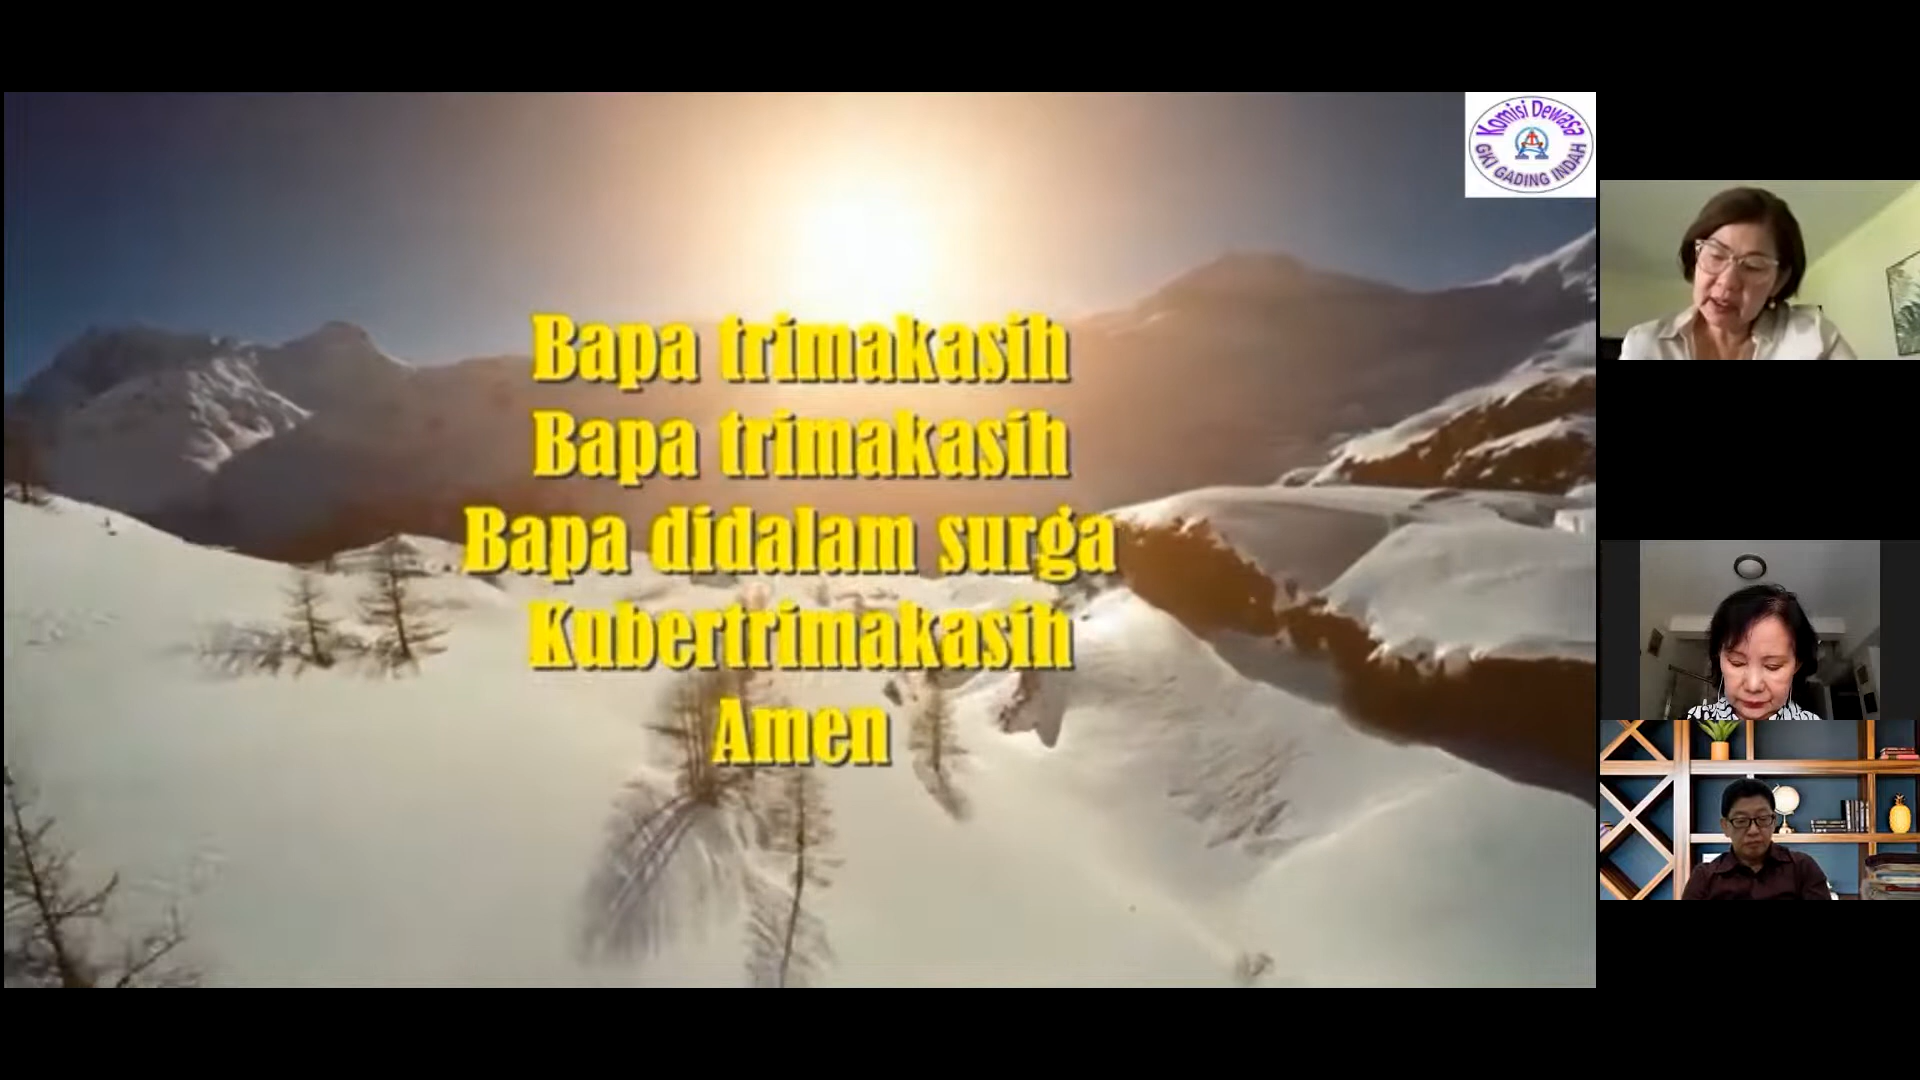 Komisi Dewasa
GKI GADING INDAH
Bapa trimakasih
Bapa trimakasih
Bapa didalam surga
Kubertrimakasih
Amen